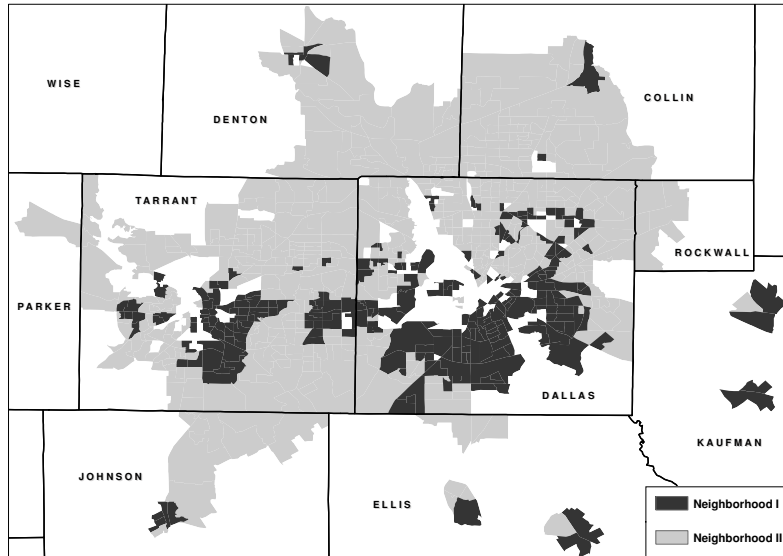 WISE
COLLIN
DENTON
TARRANT
ROCKWALL
PARKER
DALLAS
KAUFMAN
JOHNSON
ELLIS
Neighborhood I
Neighborhood II